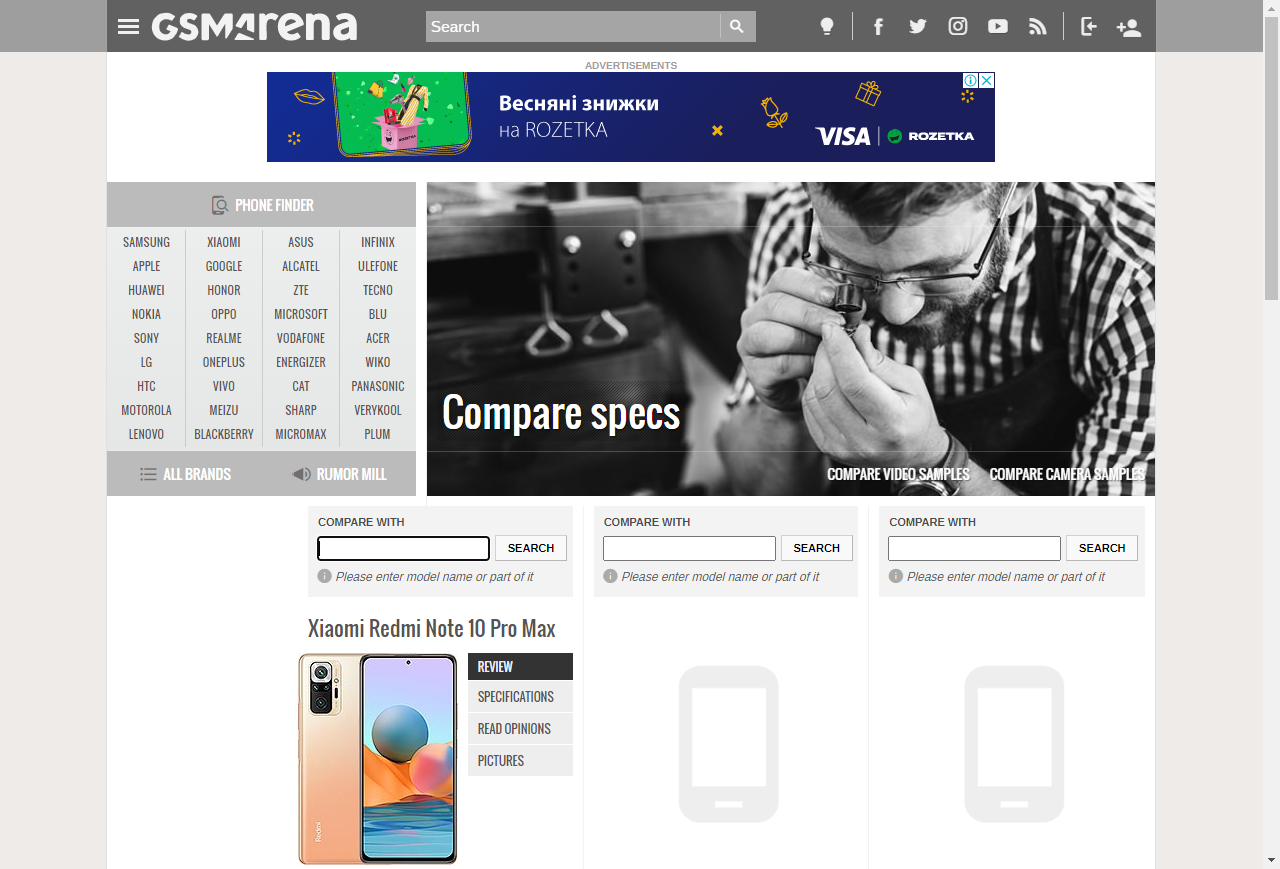 GSMArena
Search
ADVERTISEMENTS
Весняні знижки
на ROZETKA
VISA
ROZETKA
PHONE FINDER
SAMSUNG XIAOMI ASUS INFINIX
APPLE GOOGLE ALCATEL ULEFONE
HUAWEI HONOR ZTE TECNO
NOKIA OPPO MICROSOFT BLU
SONY REALME VODAFONE ACER
LG ONEPLUS ENERGIZER WIKO
HTC VIVO CAT PANASONIC
MOTOROLA MEIZU SHARP VERYKOOL
LENOVO BLACKBERRY MICROMAX PLUM
ALL BRANDS RUMOR MILL
Compare specs
COMPARE VIDEO SAMPLES COMPARE CAMERA SAMPLES
COMPARE WITH COMPARE WITH COMPARE WITH
SEARCH SEARCH SEARCH
Please enter model name or part of it Please enter model name or part of it Please enter model name or part of it
Xiaomi Redmi Note 10 Pro Max
REVIEW
SPECIFICATIONS
READ OPINIONS
PICTURES
Redmi